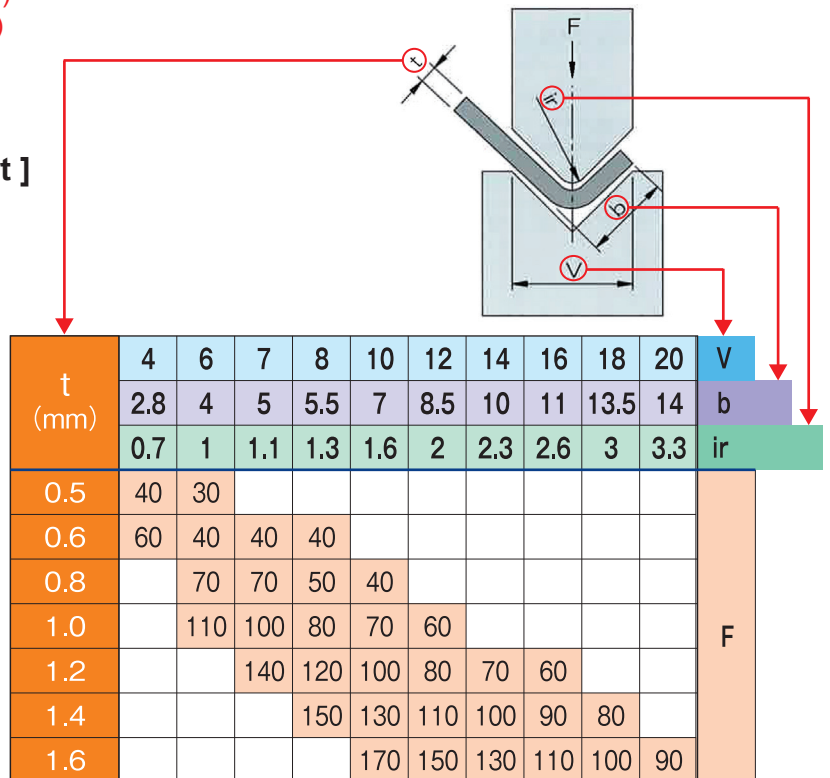 )
)
t ]
F
t
ir
b
V
t
(mm)
4 6 7 8 10 12 14 16 18 20 V
2.8 4 5 5.5 7 8.5 10 11 13.5 14 b
0.7 1 1.1 1.3 1.6 2 2.3 2.6 3 3.3 ir
0.5 40 30
0.6 60 40 40 40
0.8 70 70 50 40
1.0 110 100 80 70 60
F
1.2 140 120 100 80 70 60
1.4 150 130 110 100 90 80
1.6 170 150 130 110 100 90